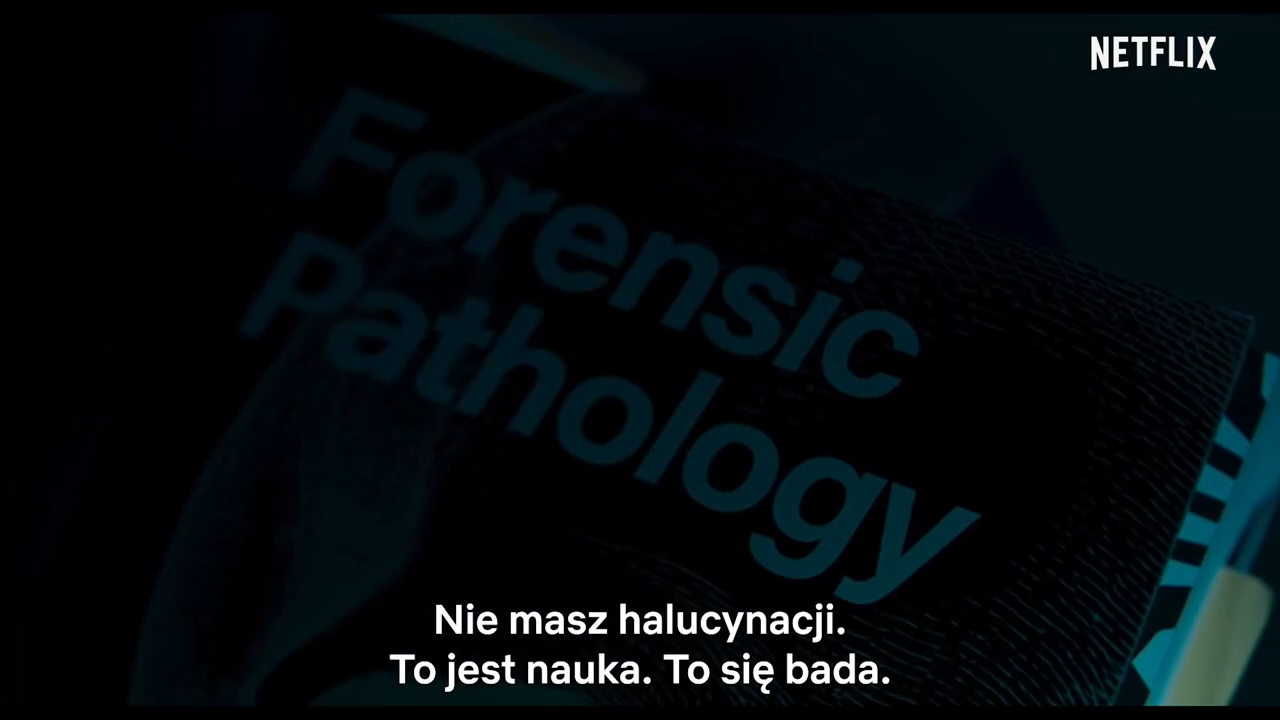 NETFLIX
Forensic
Pathology
Nie masz halucynacji.
To jest nauka. To się bada.